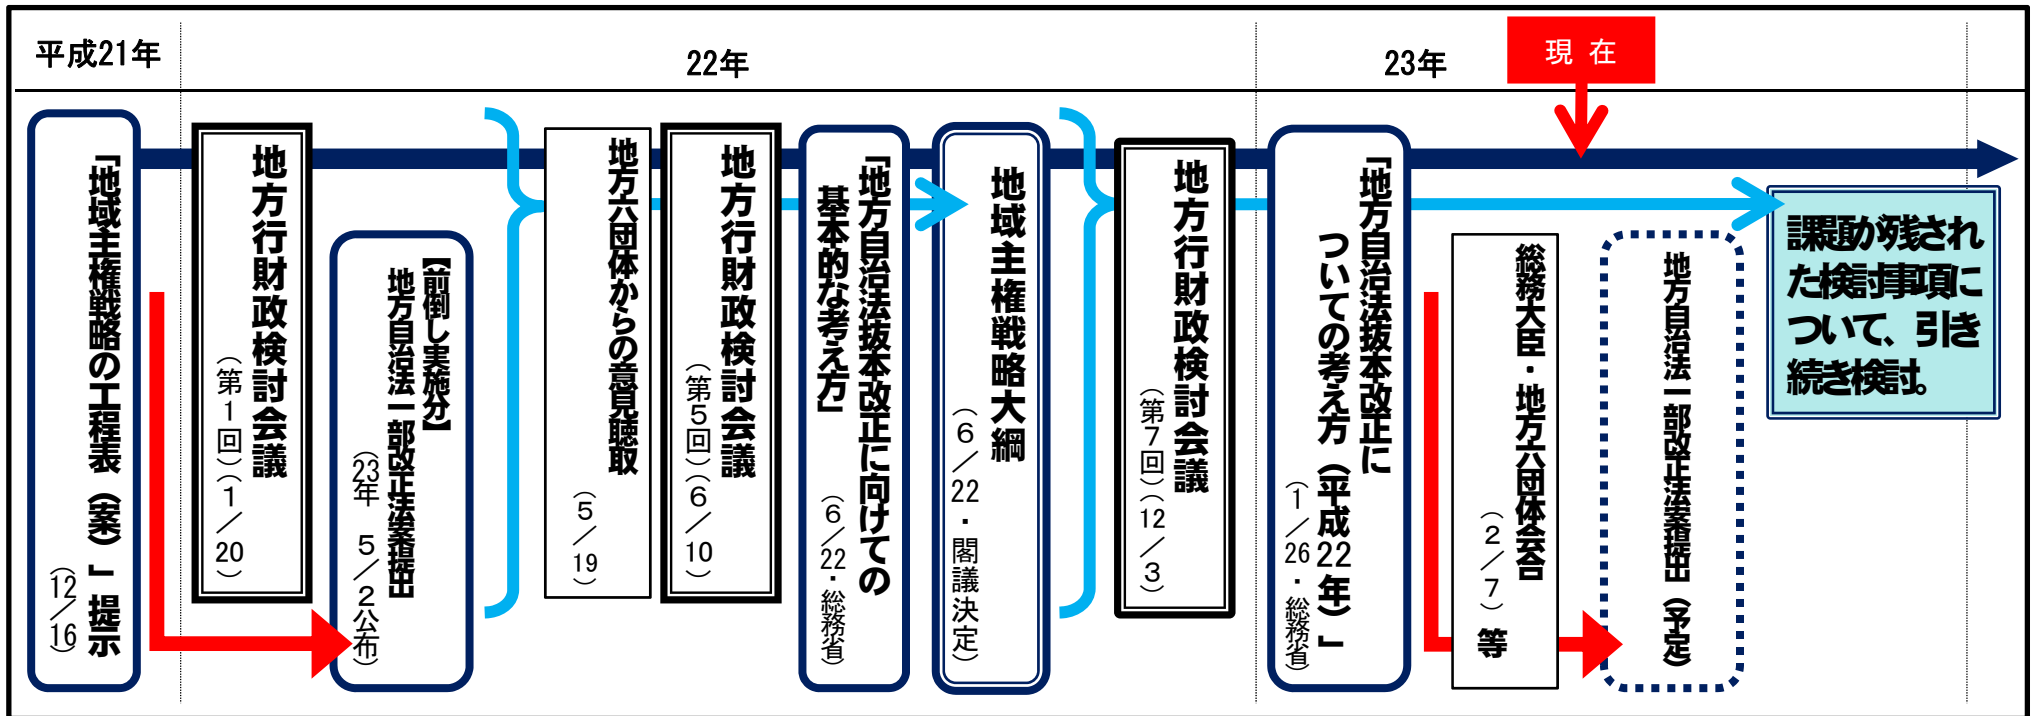 平成21年
22年
23年
現 在
「地域主権戦略の工程表（案）」提示
（12／16）
地方行財政検討会議
（第１回）（１／20）
【前倒し実施分】
地方自治法一部改正法案提出
（23年　５／２公布）
地方六団体からの意見聴取
（５／19）
地方行財政検討会議
（第５回）（６／10）
「地方自治法抜本改正に向けての
基本的な考え方」
（６／22・総務省）
地域主権戦略大綱
（６／22・閣議決定）
地方行財政検討会議
（第７回）（12／３）
「地方自治法抜本改正に
ついての考え方（平成22年）」
（１／26・総務省）
総務大臣・地方六団体会合
（２／７）等
地方自治法一部改正法案提出（予定）
課題が残され
た検討事項に
ついて、引き
続き検討。